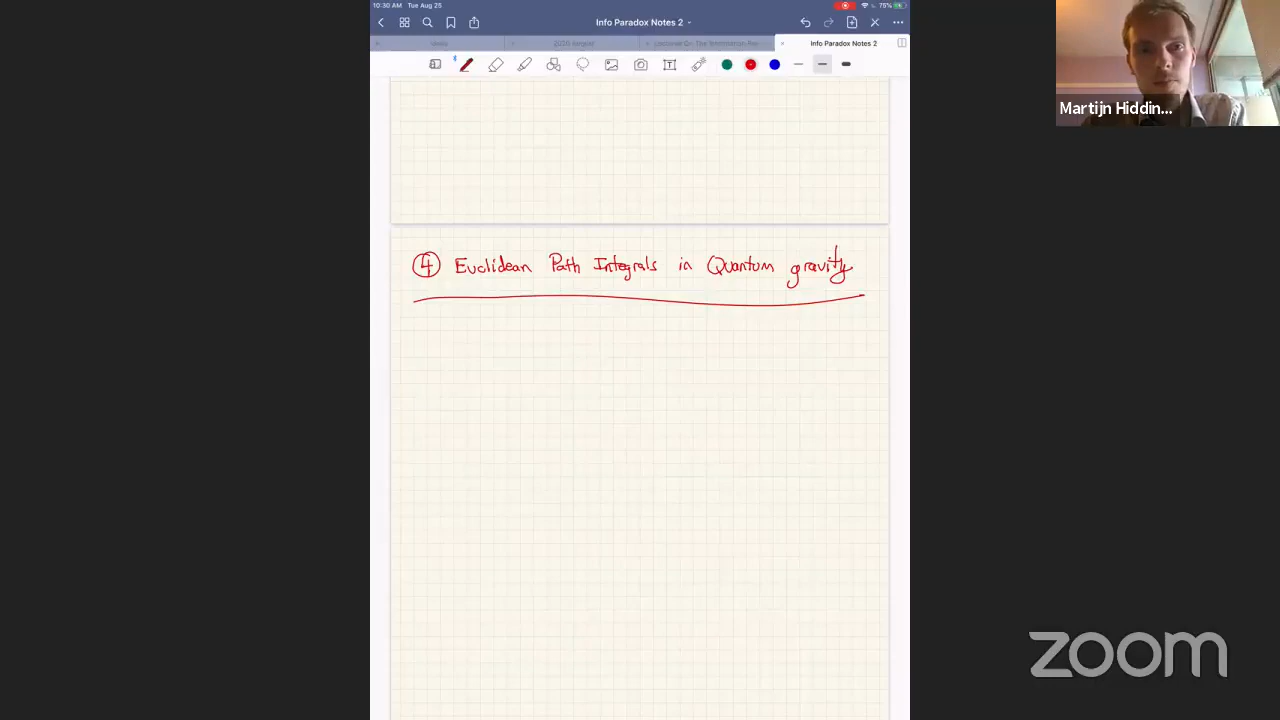 10:30 AM Tue Aug 25
75%
Info Paradox Notes 2
Info Paradox Notes 2
T
④ Euclidean Path Integrals in Quantum gravity
Martijn Hiddin...
zoom